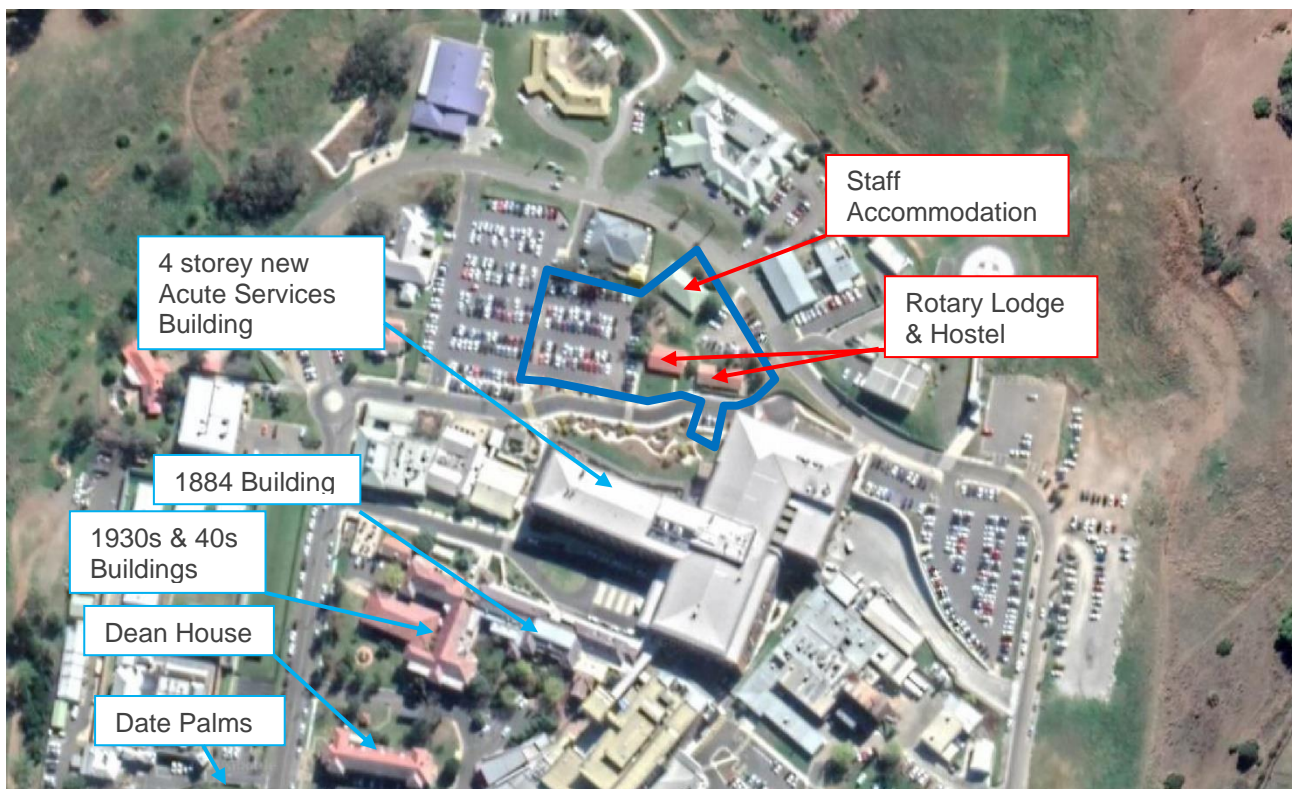 Staff
Accommodation
4 storey new
Acute Services
Building
Rotary Lodge
& Hostel
1884 Building
1930s & 40s
Buildings
Dean House
Date Palms